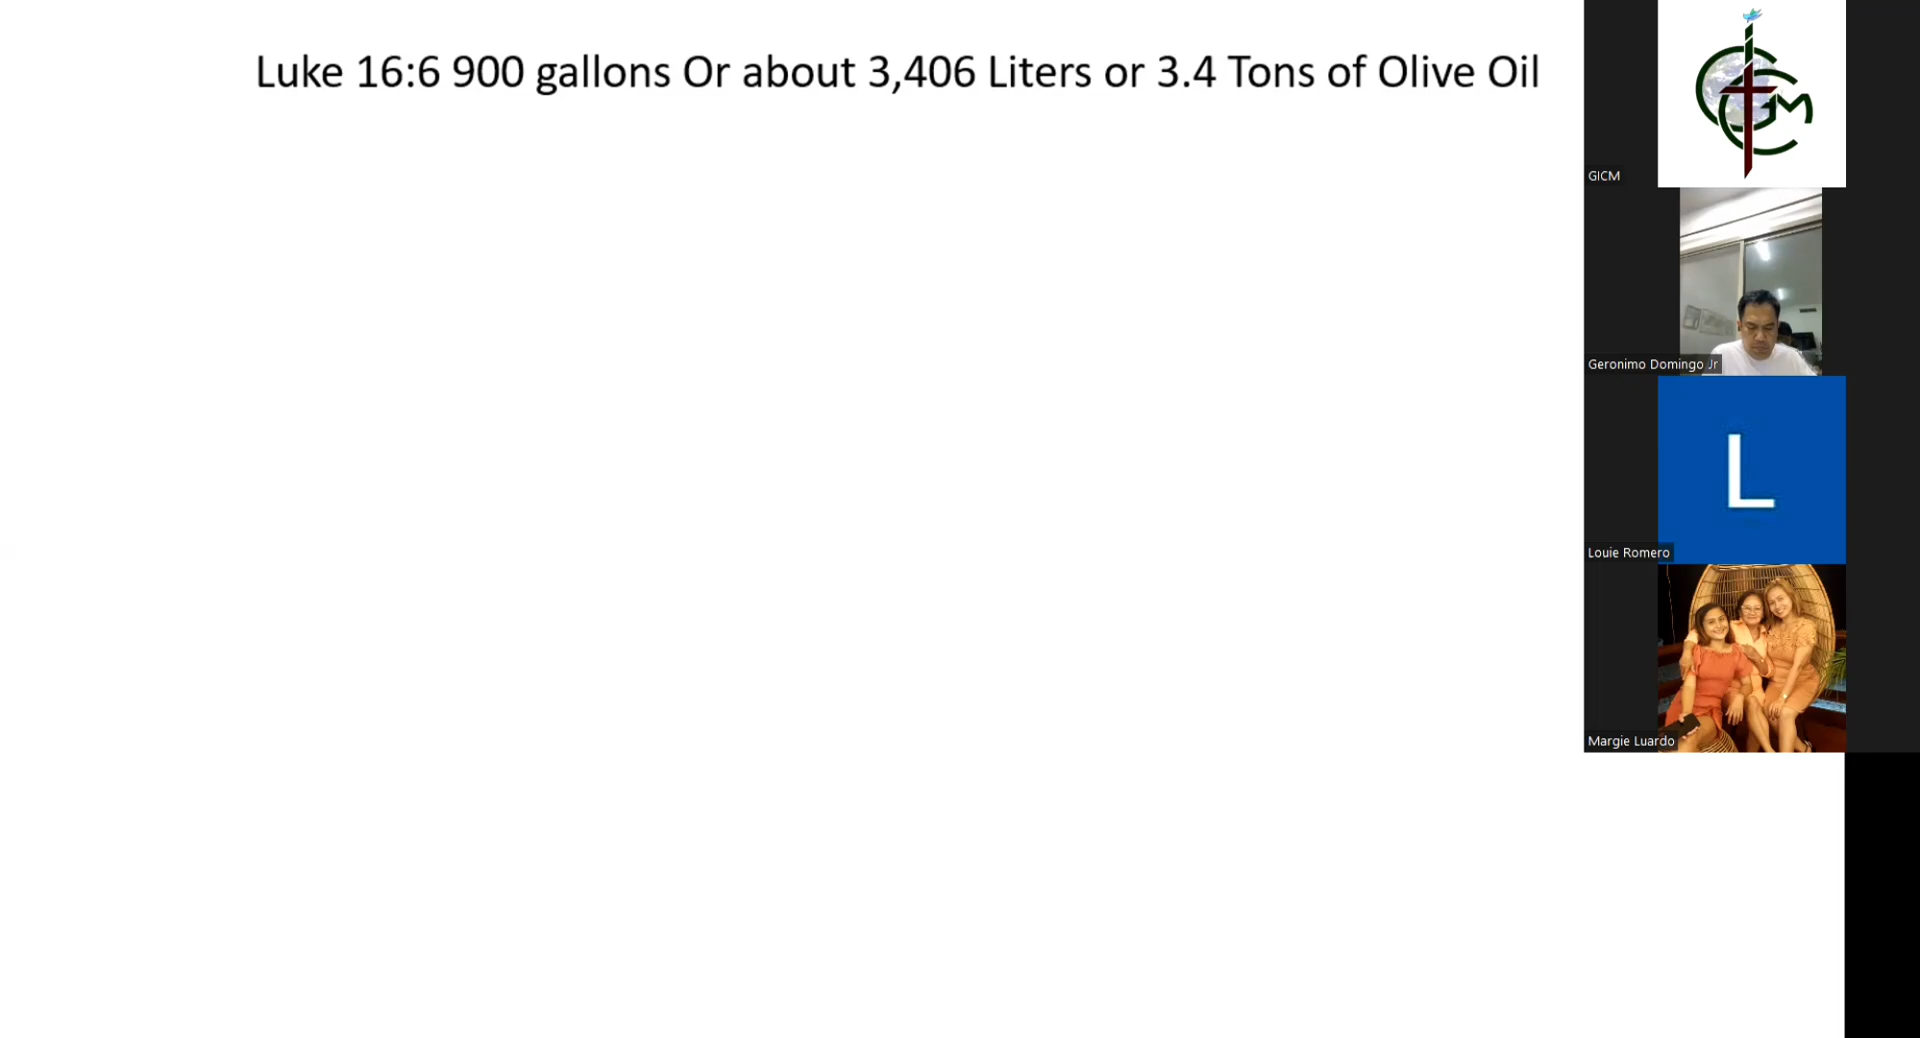 Luke 16:6 900 gallons Or about 3,406 Liters or 3.4 Tons of Olive Oil
GICM
Geronimo Domingo Jr
L
Louie Romero
Margie Luardo